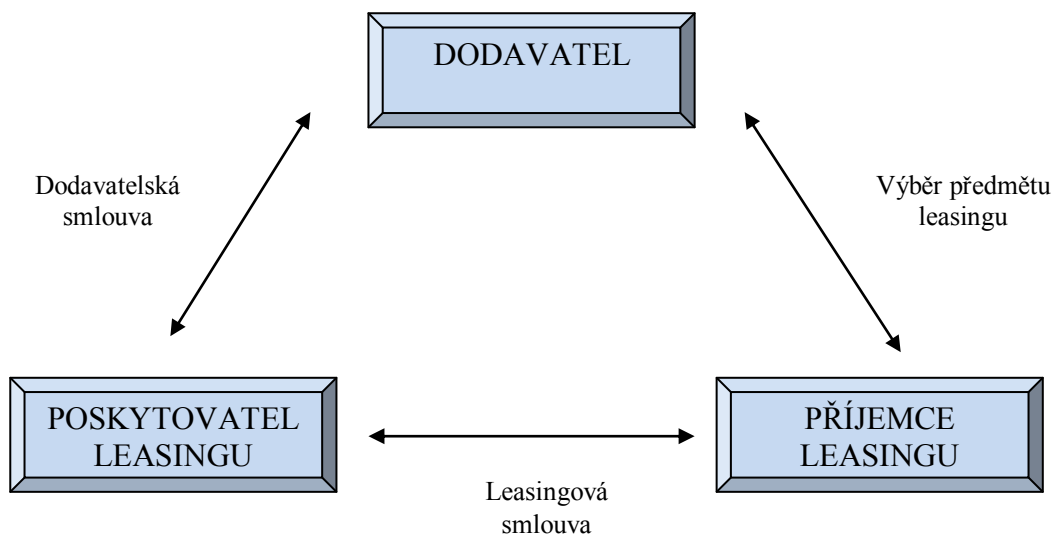 DODAVATEL
Dodavatelská
smlouva
Výběr předmětu
leasingu
POSKYTOVATEL
LEASINGU
PŘÍJEMCE
LEASINGU
Leasingová
smlouva